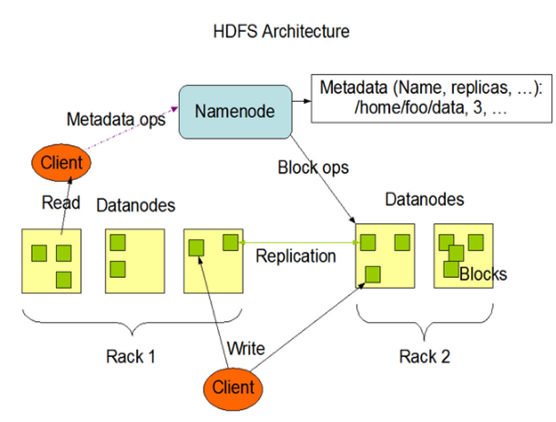 HDFS Architecture
Metadata (Name, replicas, …):
/home/foo/data, 3, …
Namenode
Metadata ops
Client
Block ops
Read
Datanodes
Datanodes
Replication
Blocks
Rack 1
Write
Rack 2
Client